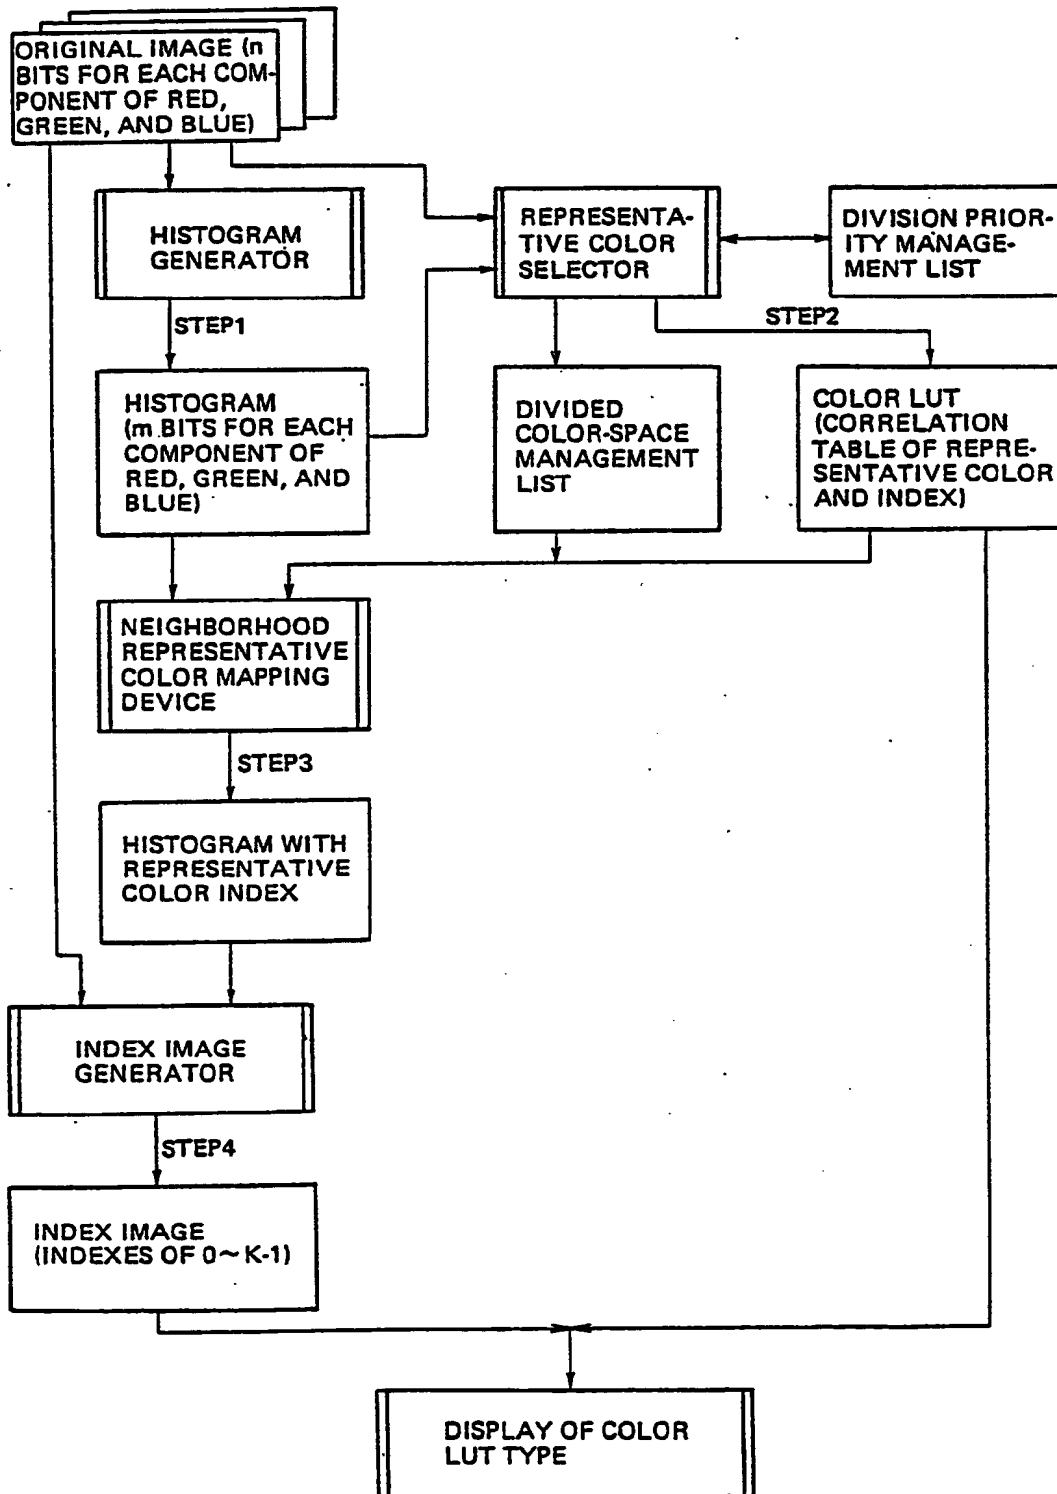 ORIGINAL IMAGE (n
BITS FOR EACH COM-
PONENT OF RED,
GREEN, AND BLUE)
HISTOGRAM
GENERATOR
REPRESENTA-
TIVE COLOR
SELECTOR
DIVISION PRIOR-
ITY MANAGE-
MENT LIST
STEP1
STEP2
HISTOGRAM
(m BITS FOR EACH
COMPONENT OF
RED, GREEN, AND
BLUE)
DIVIDED
COLOR-SPACE
MANAGEMENT
LIST
COLOR LUT
(CORRELATION
TABLE OF REPRE-
SENTATIVE COLOR
AND INDEX)
NEIGHBORHOOD
REPRESENTATIVE
COLOR MAPPING
DEVICE
STEP3
HISTOGRAM WITH
REPRESENTATIVE
COLOR INDEX
INDEX IMAGE
GENERATOR
STEP4
INDEX IMAGE
(INDEXES OF 0~K-1)
DISPLAY OF COLOR
LUT TYPE